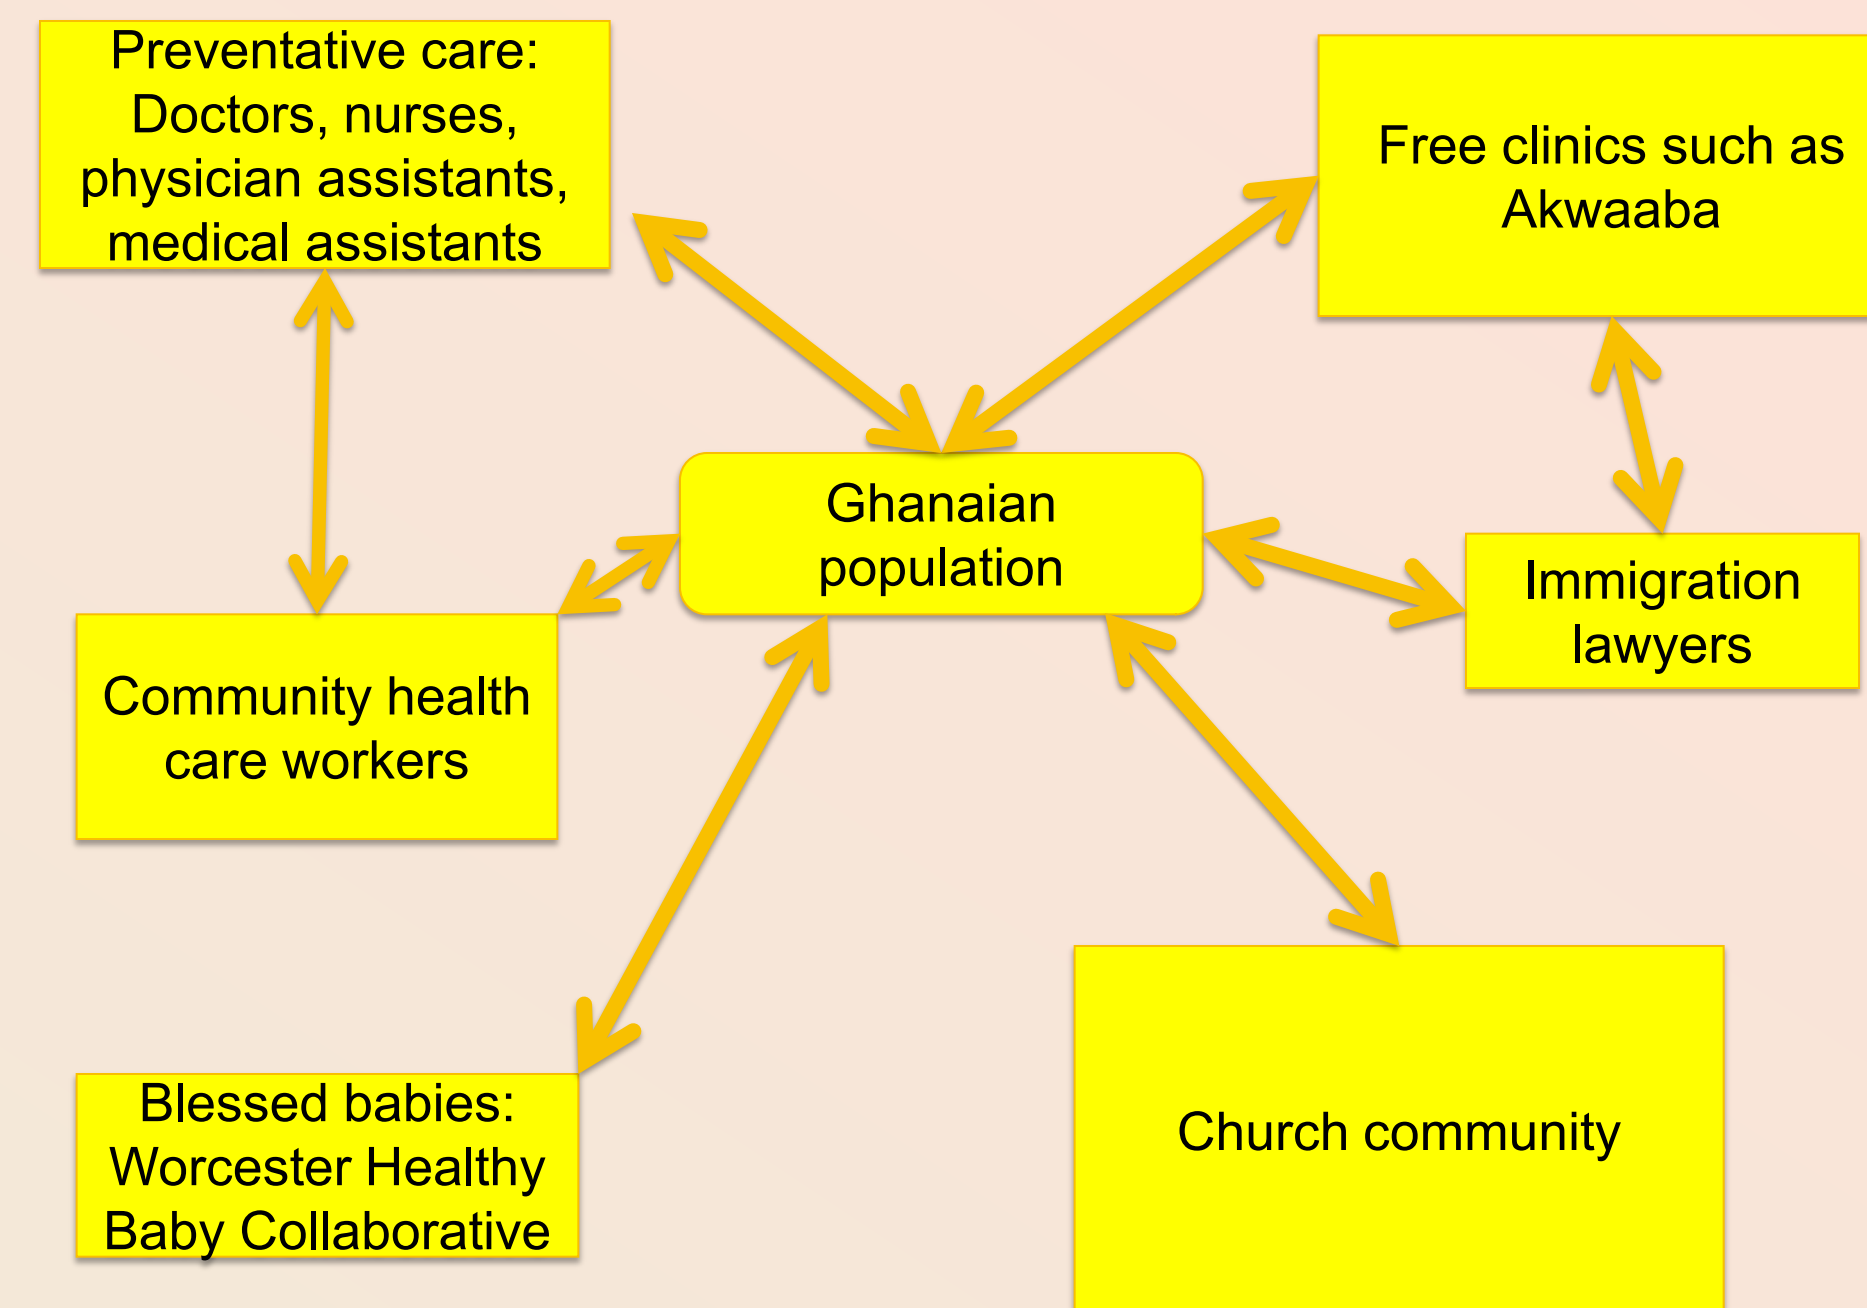 Preventative care:
Doctors, nurses,
physician assistants,
medical assistants
Free clinics such as
Akwaaba
Ghanaian
population
Immigration
lawyers
Community health
care workers
Blessed babies:
Worcester Healthy
Baby Collaborative
Church community